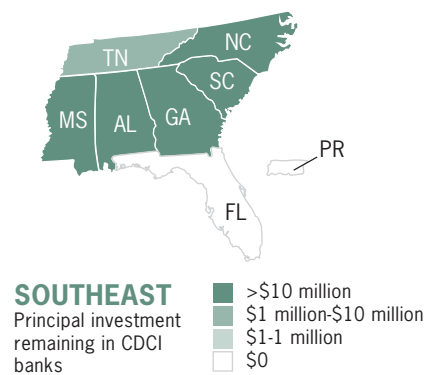 TN
NC
SC
MS
AL
GA
PR
FL
SOUTHEAST
Principal investment
remaining in CDCI
banks
>$10 million
$1 million-$10 million
$1-1 million
$0